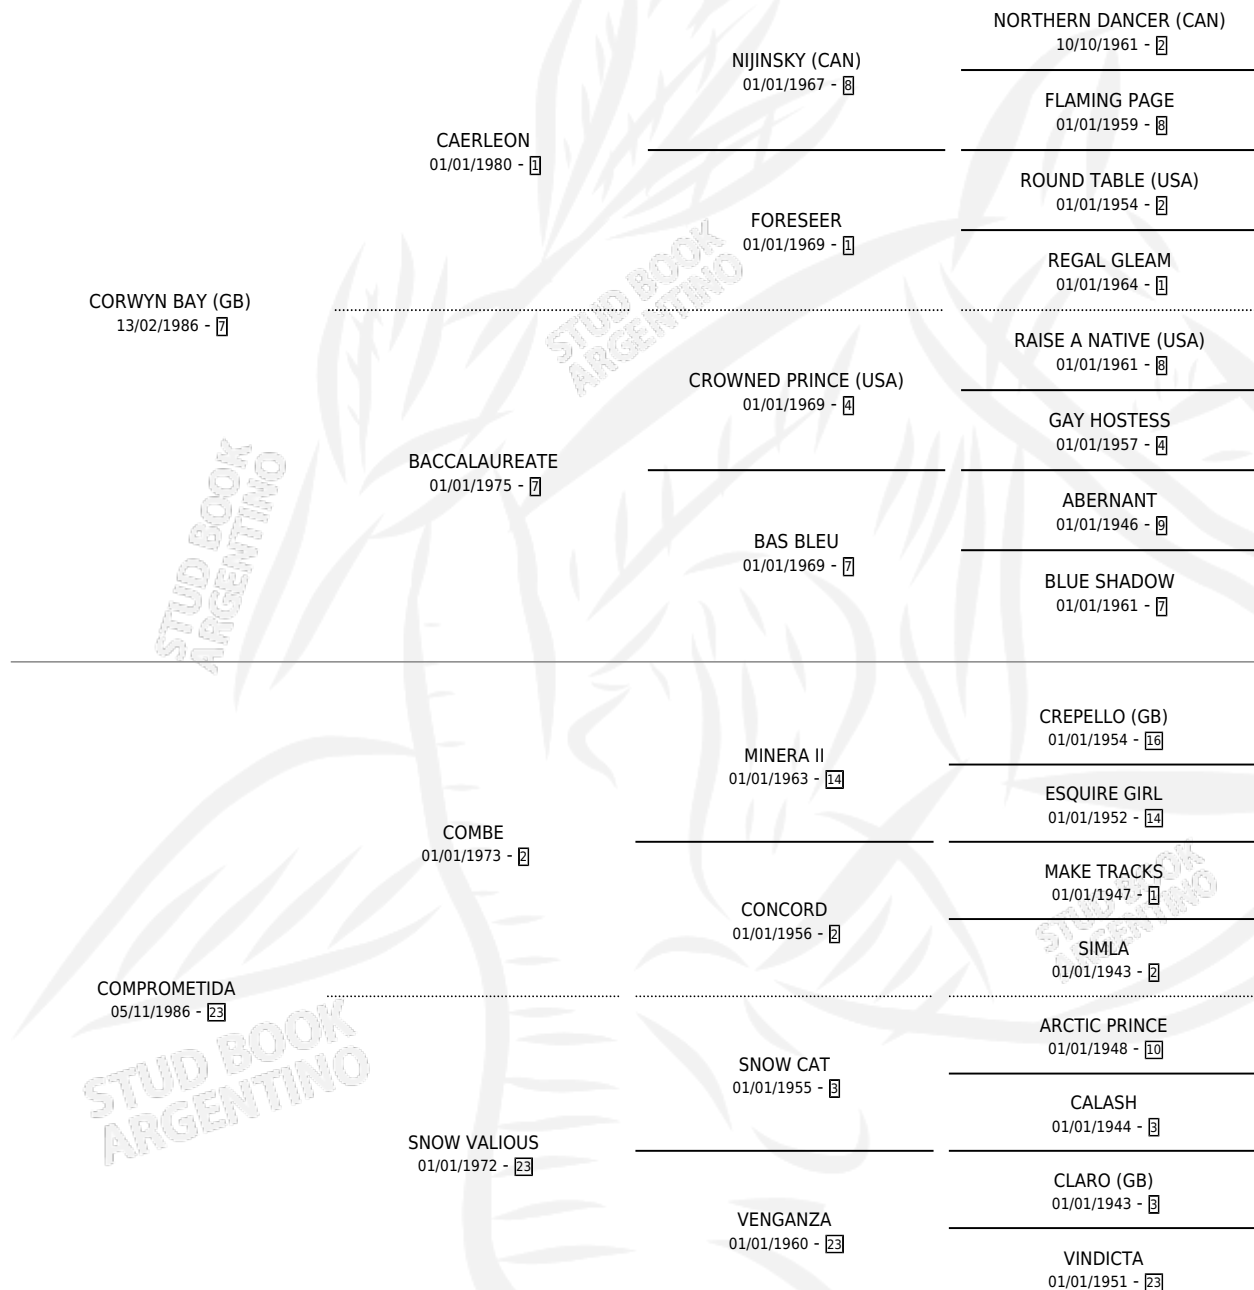 NORTHERN DANCER (CAN)
10/10/1961 - 2
NIJINSKY (CAN)
01/01/1967 - 8
FLAMING PAGE
01/01/1959 - 8
CAERLEON
01/01/1980 - 1
ROUND TABLE (USA)
01/01/1954 - 2
FORESEER
01/01/1969 - 1
REGAL GLEAM
01/01/1964 - 1
CORWYN BAY (GB)
13/02/1986 - 7
RAISE A NATIVE (USA)
01/01/1961 - 8
CROWNED PRINCE (USA)
01/01/1969 - 4
GAY HOSTESS
01/01/1957 - 4
BACCALAUREATE
01/01/1975 - 7
ABERNANT
01/01/1946 - 9
BAS BLEU
01/01/1969 - 7
BLUE SHADOW
01/01/1961 - 7
STUD BOOK
ARGENTINO
STUD BOOK
ARGENTINO
CREPELLO (GB)
01/01/1954 - 16
MINERA II
01/01/1963 - 14
ESQUIRE GIRL
01/01/1952 - 14
COMBE
01/01/1973 - 2
MAKE TRACKS
01/01/1947 - 1
CONCORD
01/01/1956 - 2
SIMLA
01/01/1943 - 2
STUD BOOK
ARGENTINO
COMPROMETIDA
05/11/1986 - 23
ARCTIC PRINCE
01/01/1948 - 10
SNOW CAT
01/01/1955 - 3
CALASH
01/01/1944 - 3
STUD BOOK
ARGENTINO
SNOW VALIOUS
01/01/1972 - 23
CLARO (GB)
01/01/1943 - 3
VENGANZA
01/01/1960 - 23
VINDICTA
01/01/1951 - 23